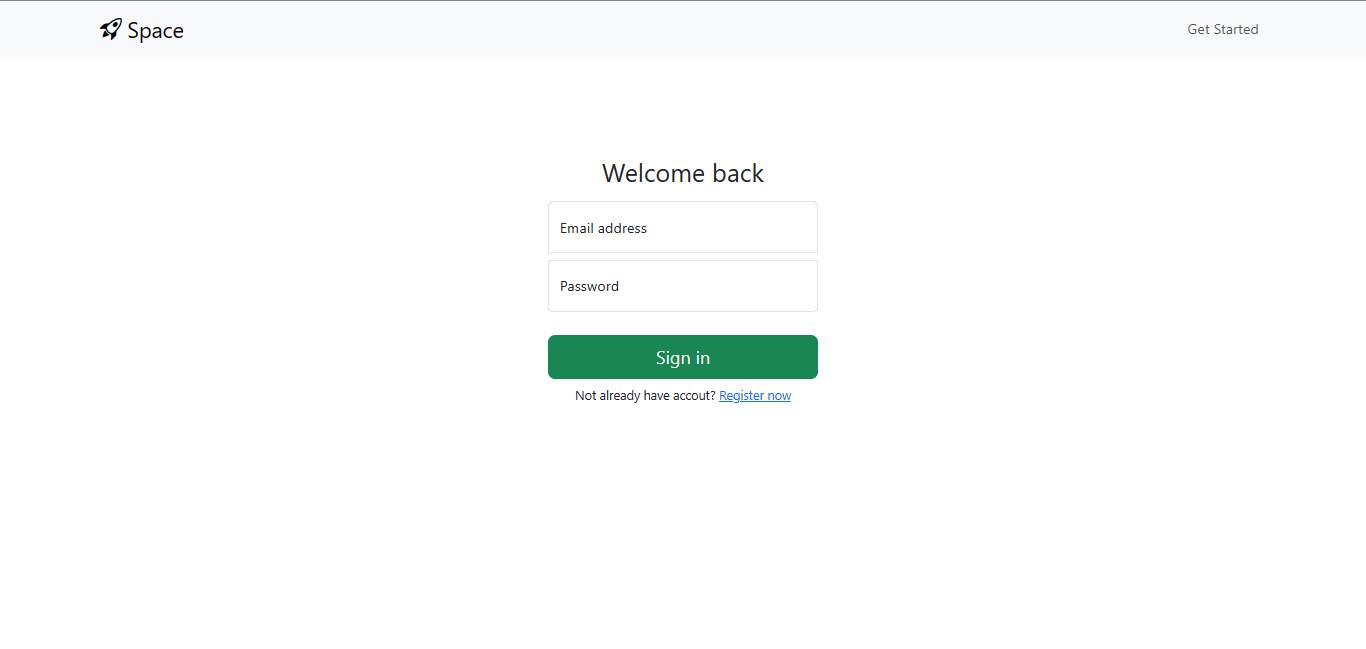 Space
Get Started
Welcome back
Email address
Password
Sign in
Not already have accout? Register now